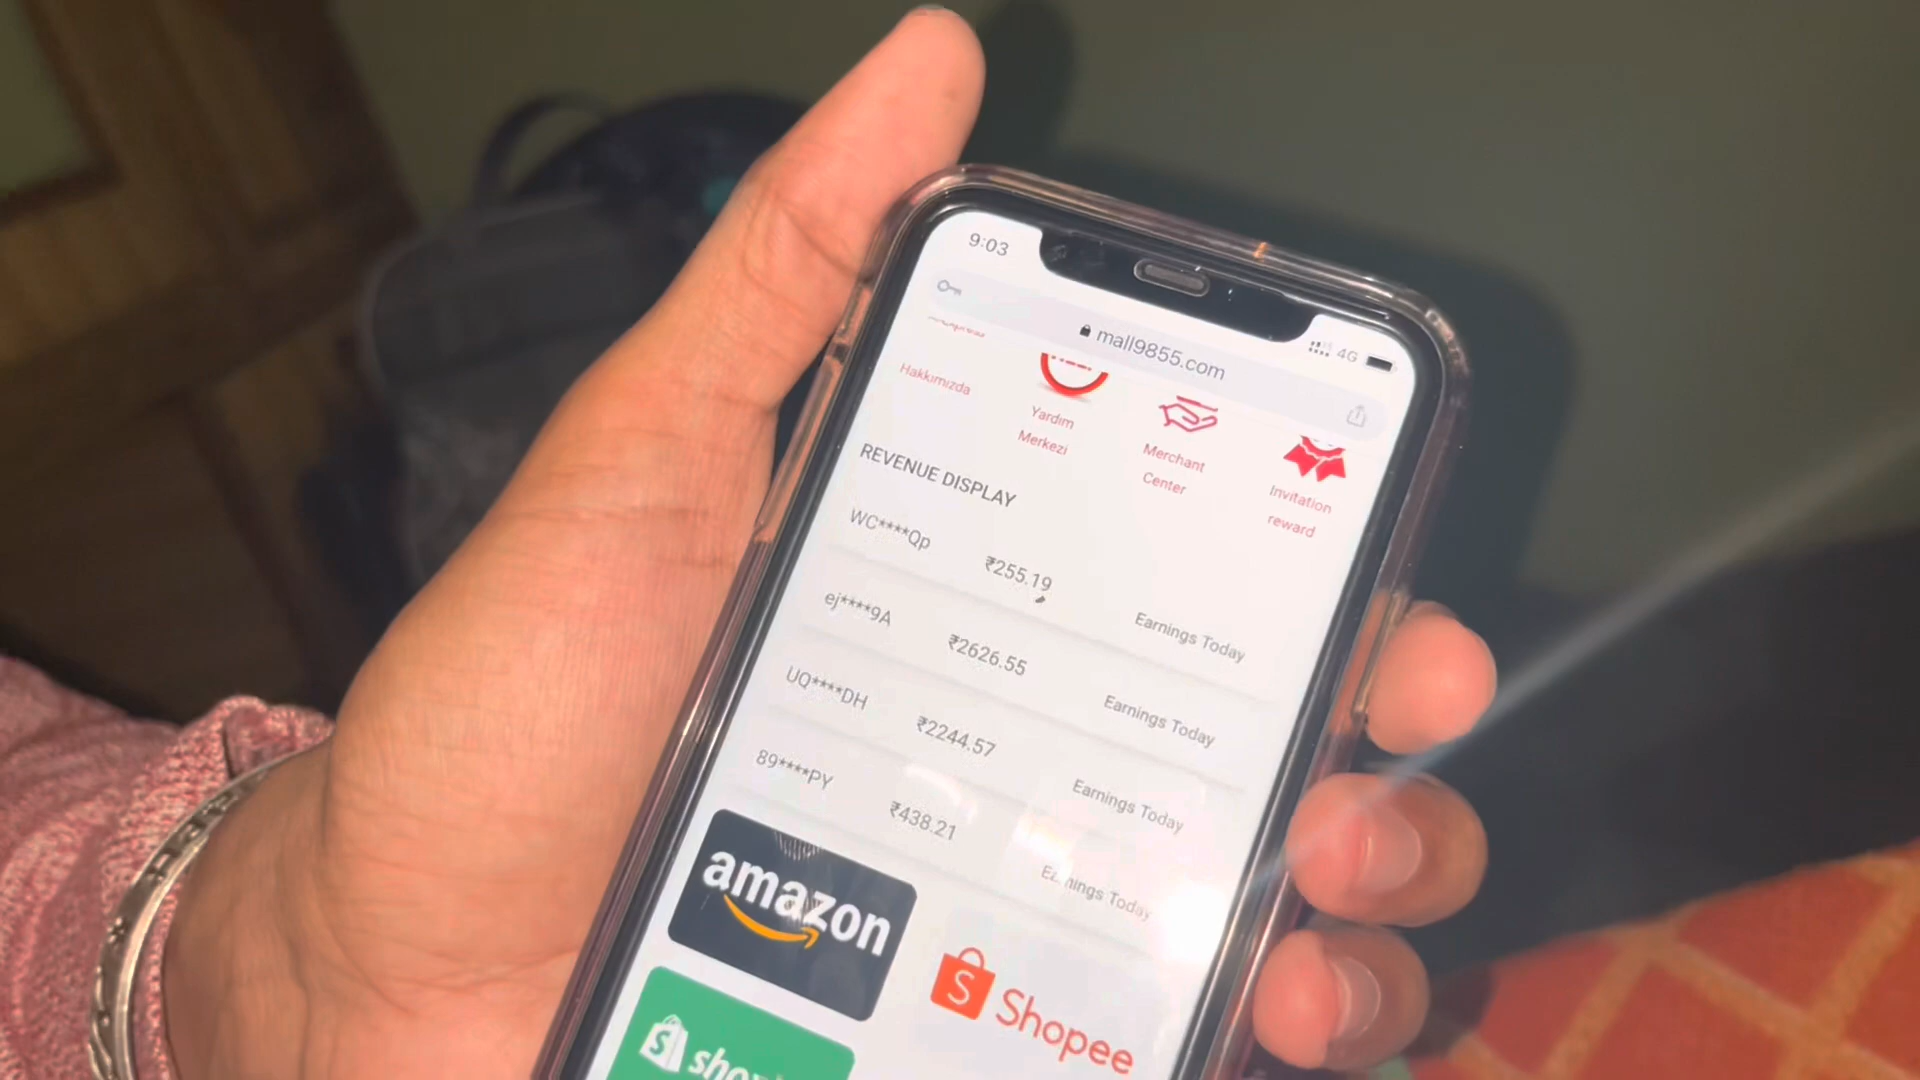 9:03
4G
mall9855.com
Hakkımızda
Yardım
Merkezi
Merchant
Center
Invitation
reward
REVENUE DISPLAY
WC****Qp
₹255.19
Earnings Today
ej****9A
₹2626.55
Earnings Today
UQ****DH
₹2244.57
Earnings Today
89****PY
₹438.21
Earnings Today
amazon
S Shopee
S